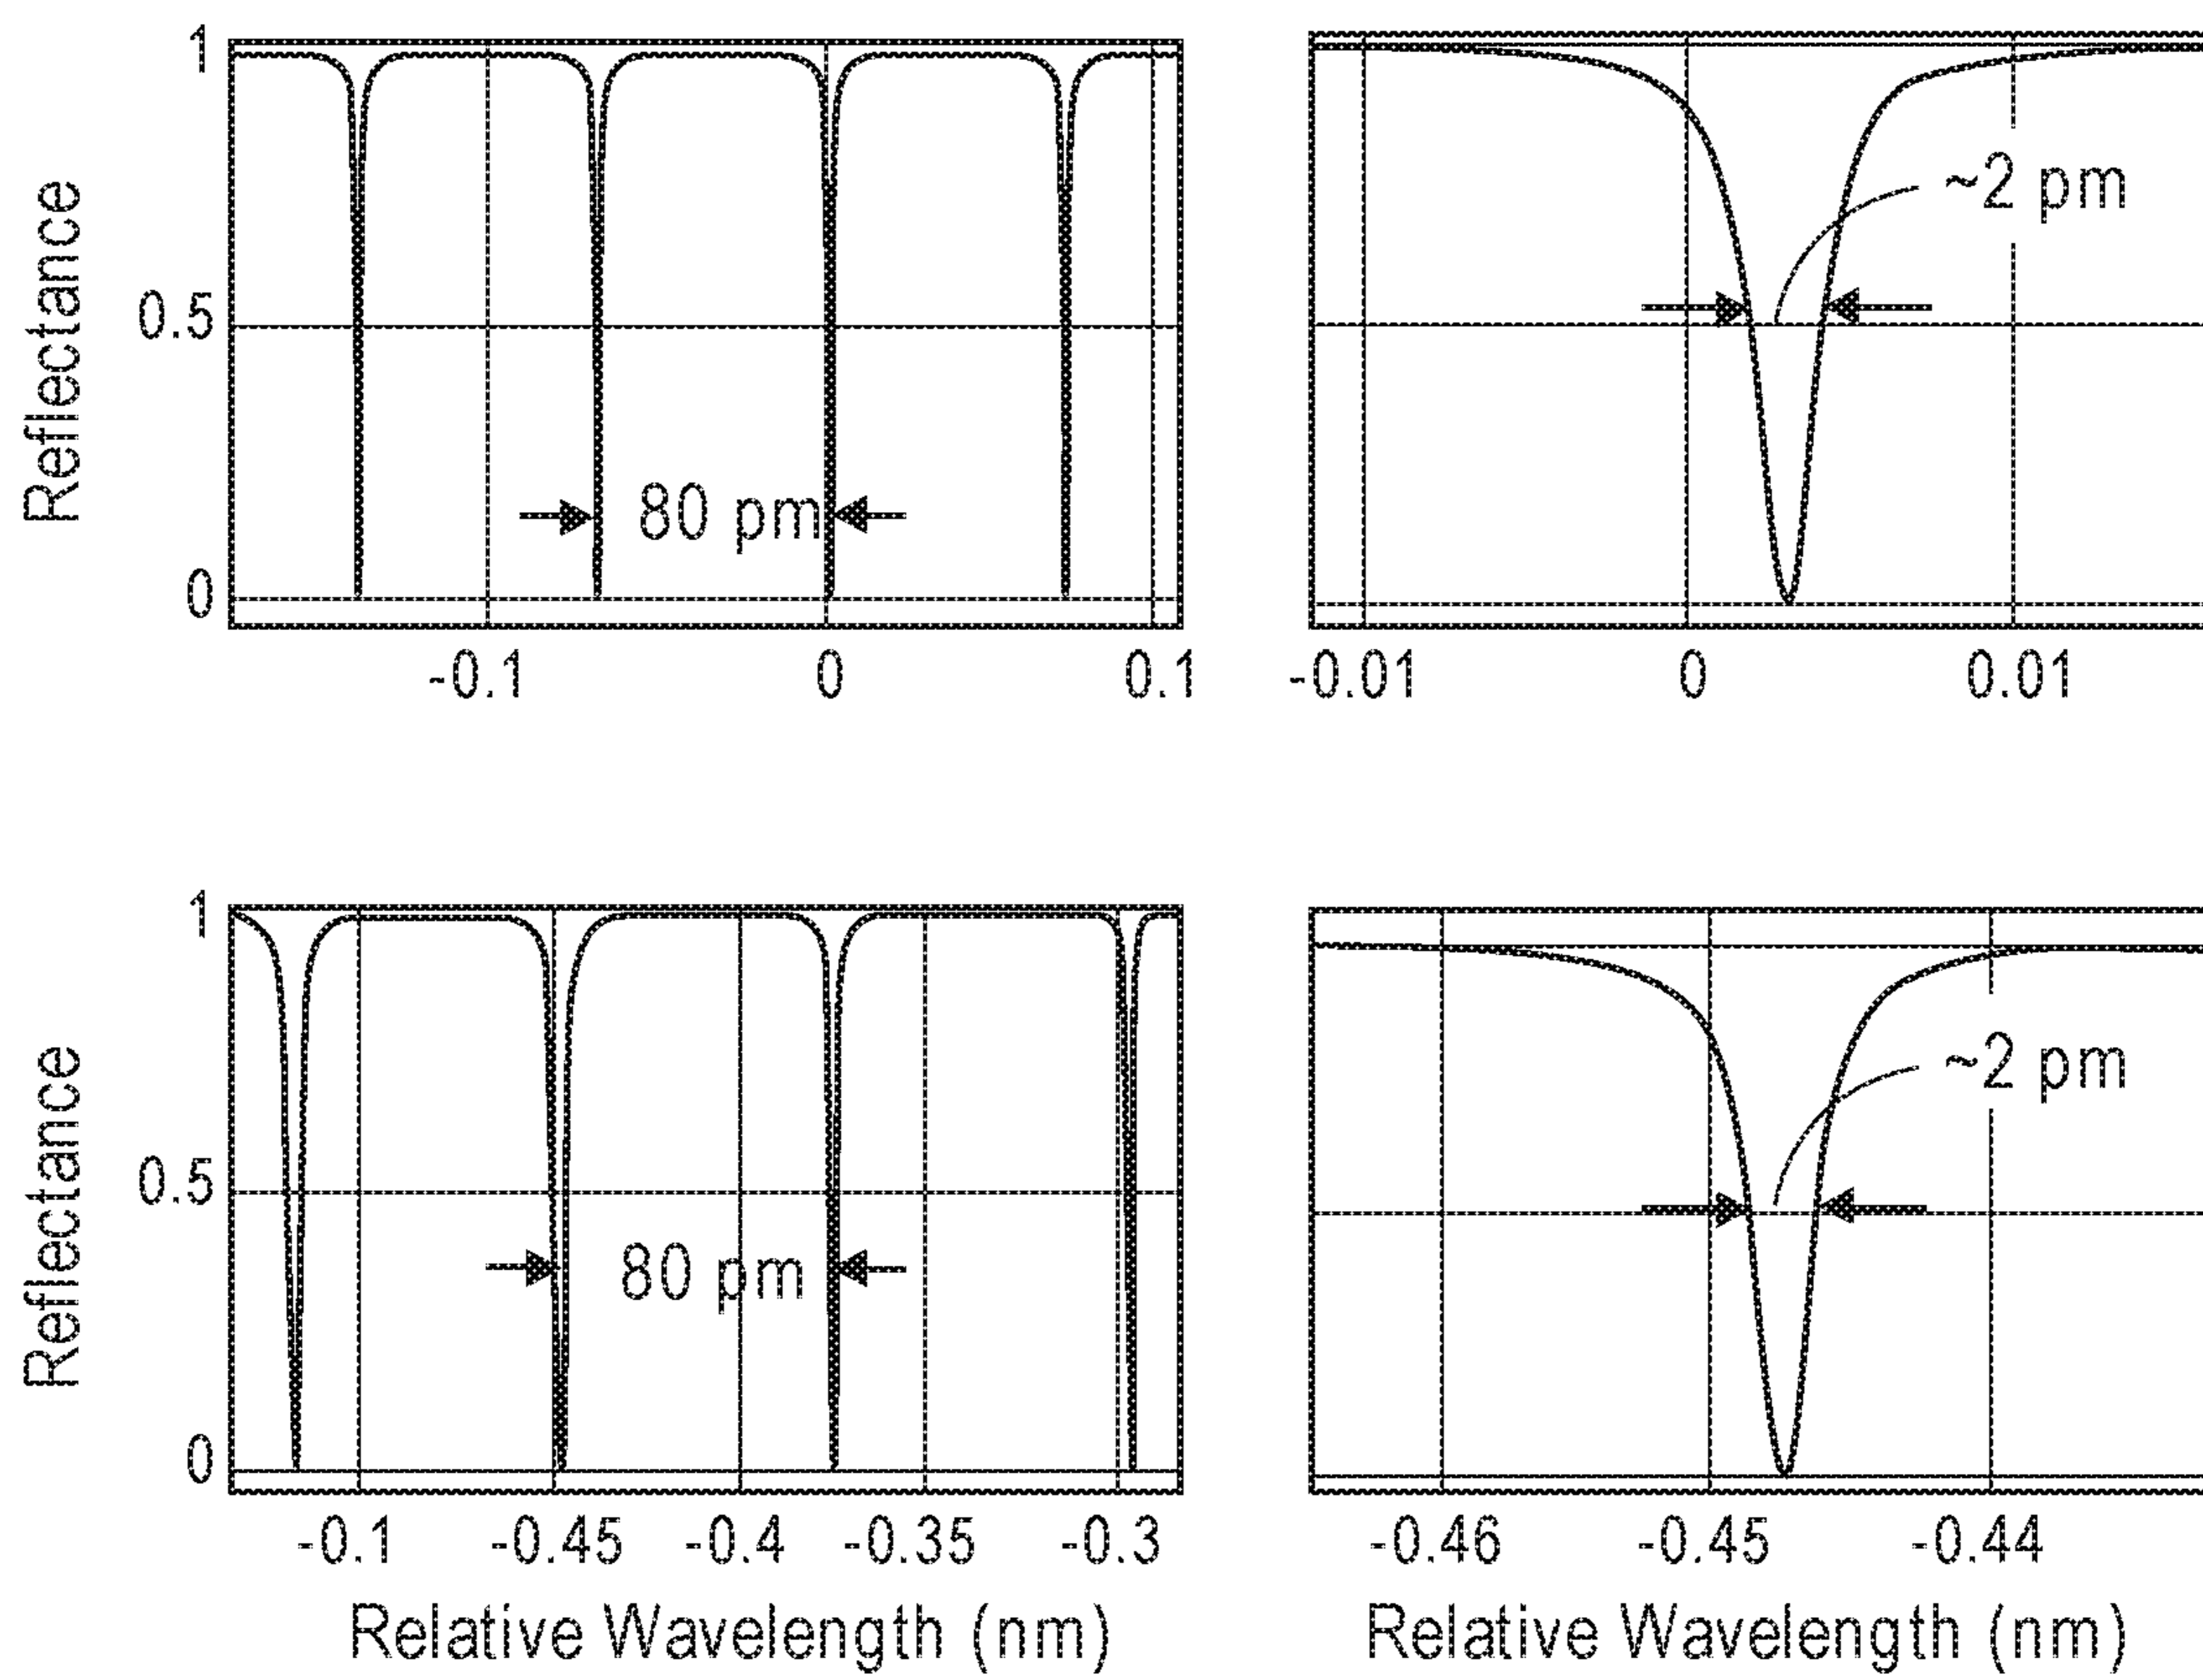 Reflectance
1
0.5
0
80 pm
-0.1 0 0.1
~2 pm
-0.01 0 0.01
Reflectance
1
0.5
0
80 pm
-0.1 -0.45 -0.4 -0.35 -0.3
Relative Wavelength (nm)
~2 pm
-0.46 -0.45 -0.44
Relative Wavelength (nm)